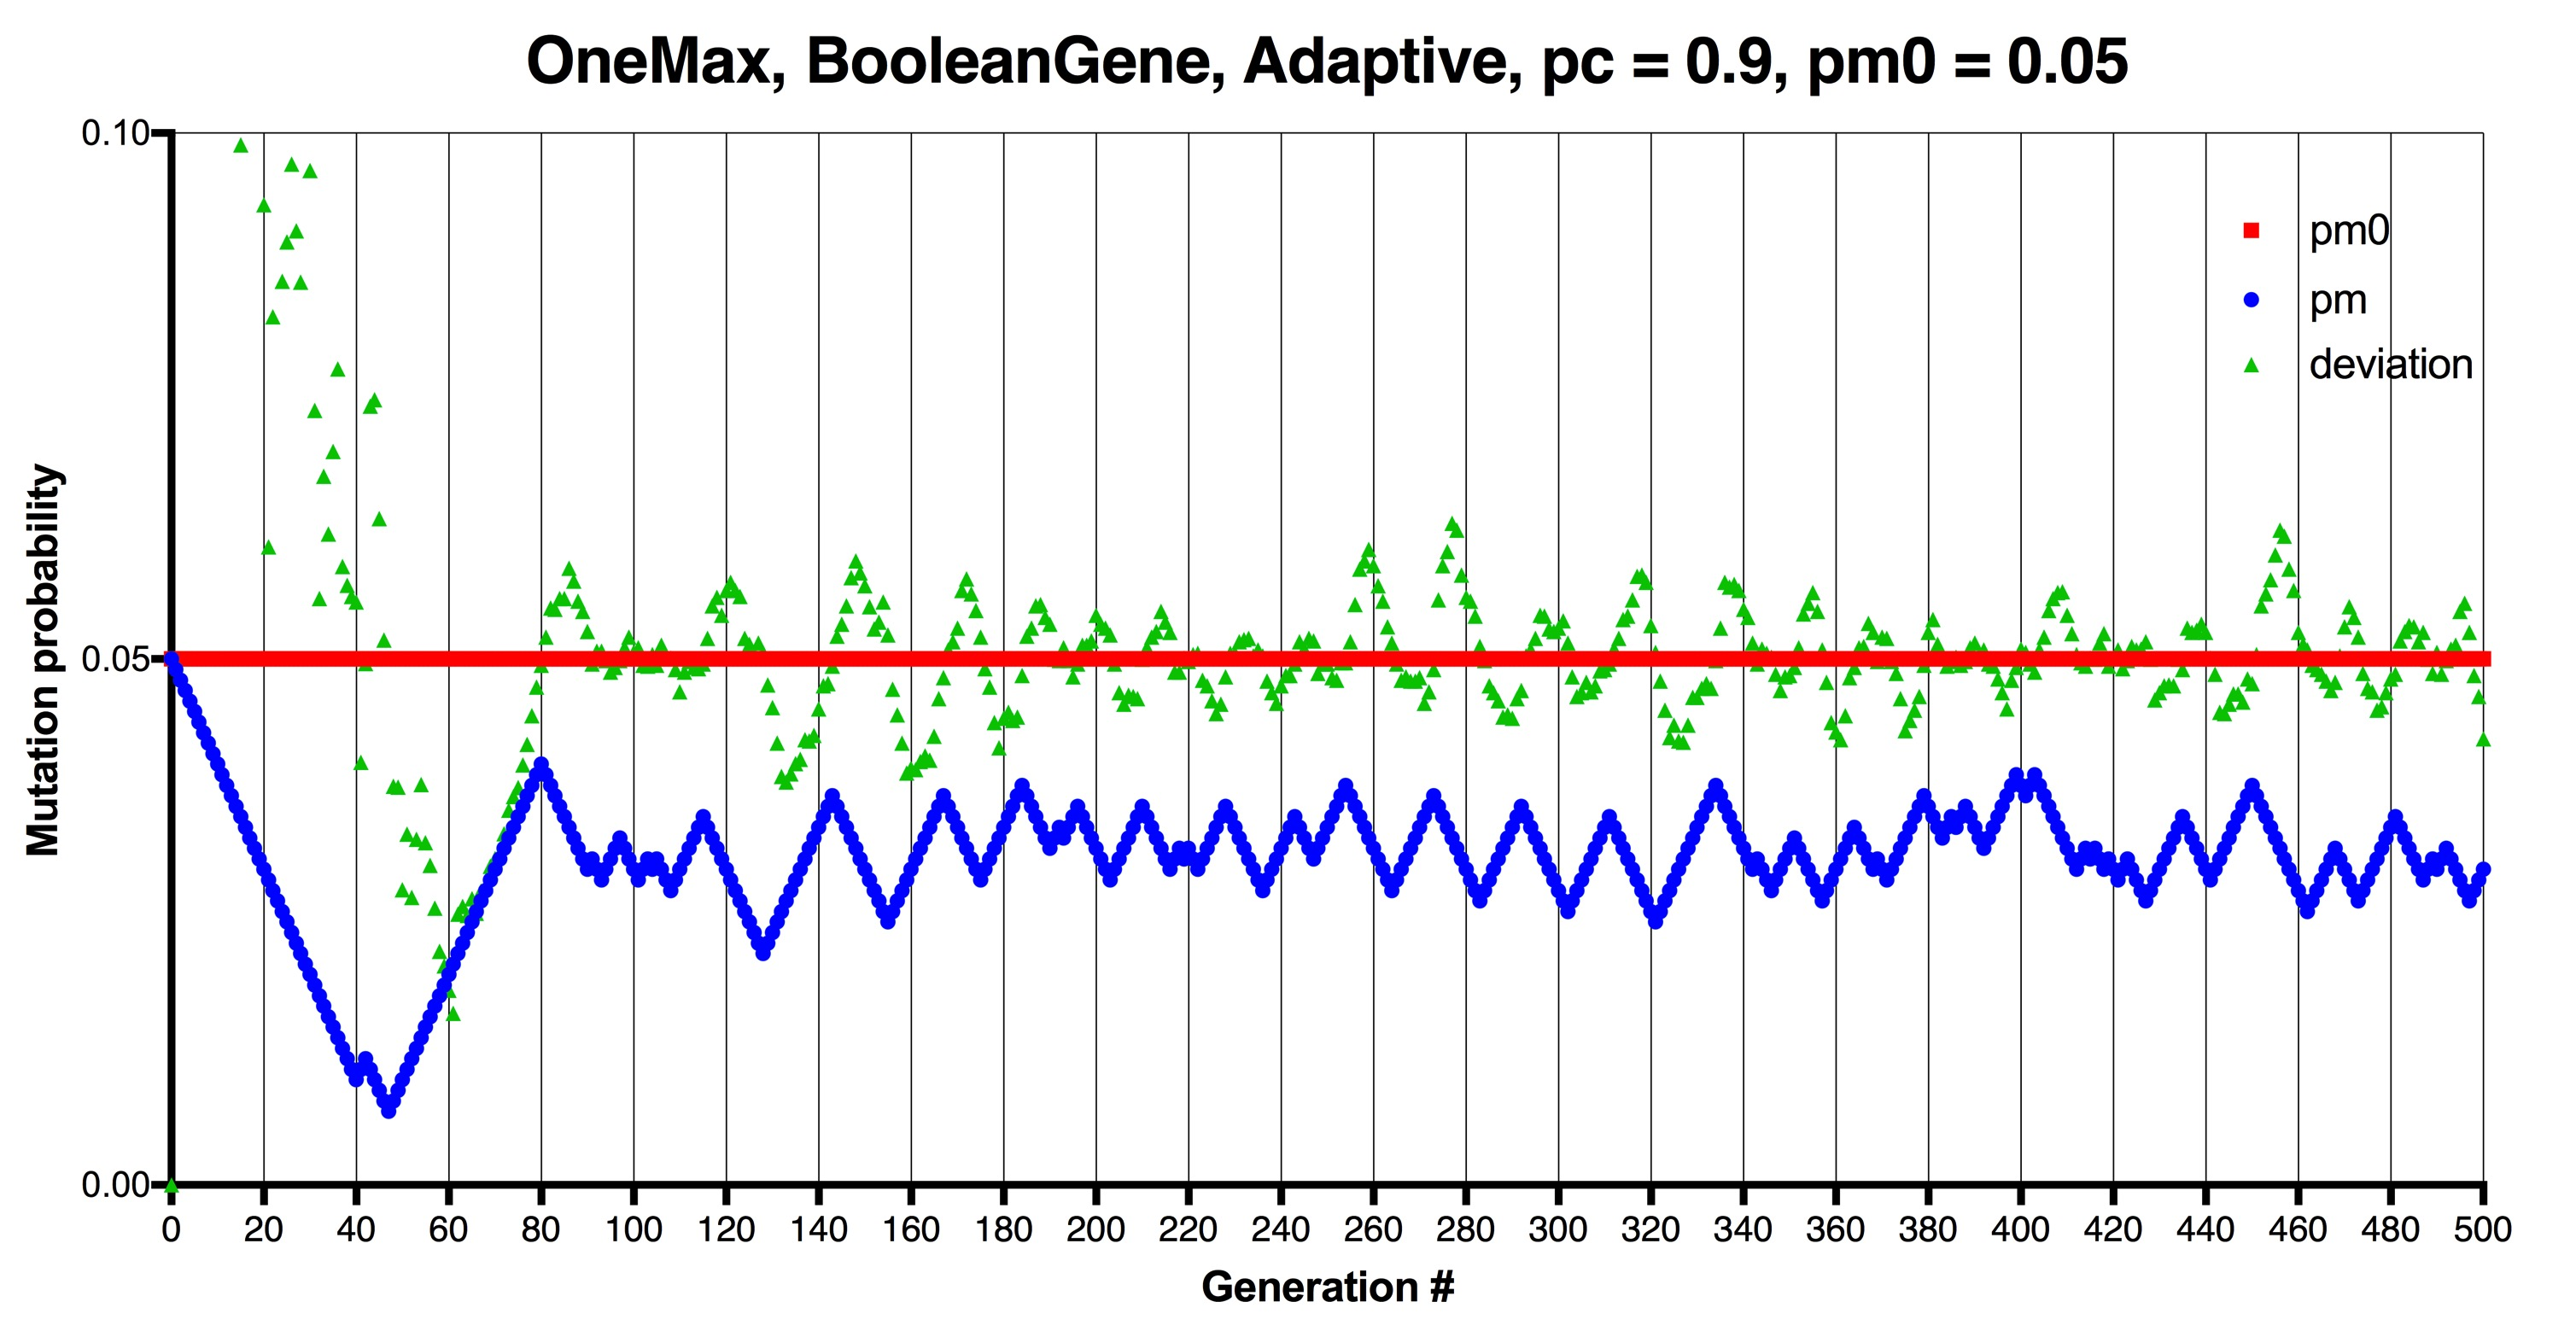 OneMax, BooleanGene, Adaptive, pc = 0.9, pm0 = 0.05
0.10
0.05
0.00
Mutation probability
pm0
pm
deviation
0 20 40 60 80 100 120 140 160 180 200 220 240 260 280 300 320 340 360 380 400 420 440 460 480 500
Generation #